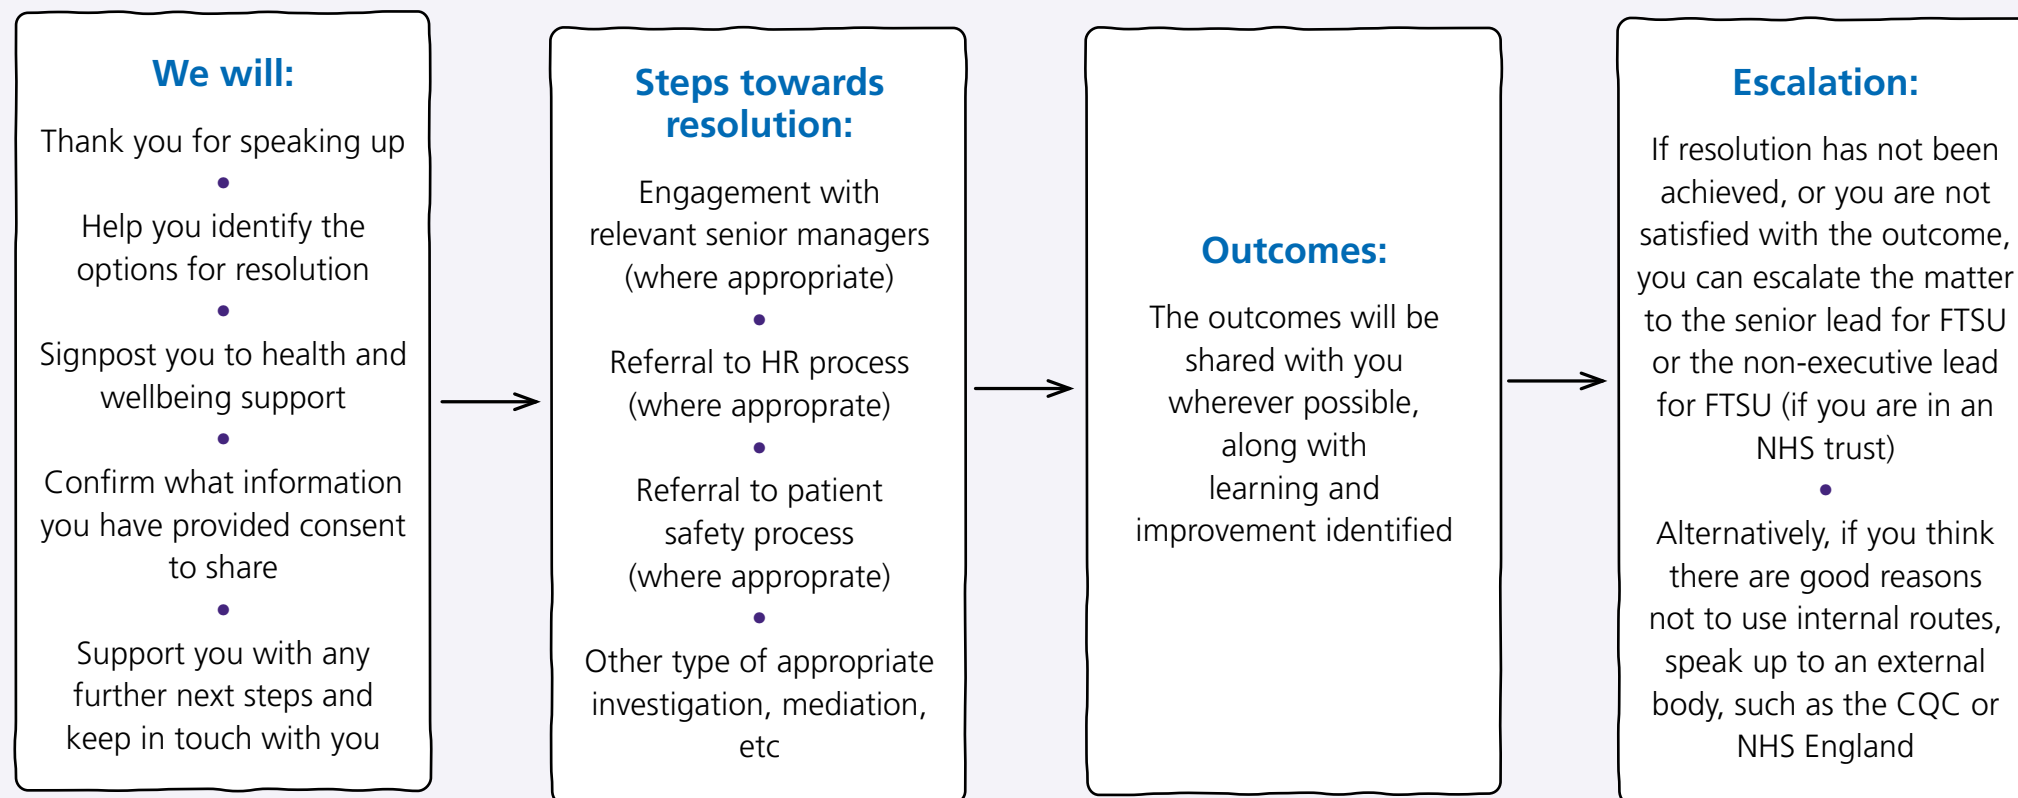 We will:
Thank you for speaking up
•
Help you identify the
options for resolution
•
Signpost you to health and
wellbeing support
•
Confirm what information
you have provided consent
to share
•
Support you with any
further next steps and
keep in touch with you
Steps towards
resolution:
Engagement with
relevant senior managers
(where appropriate)
•
Referral to HR process
(where approprate)
•
Referral to patient
safety process
(where approprate)
•
Other type of appropriate
investigation, mediation,
etc
Outcomes:
The outcomes will be
shared with you
wherever possible,
along with
learning and
improvement identified
Escalation:
If resolution has not been
achieved, or you are not
satisfied with the outcome,
you can escalate the matter
to the senior lead for FTSU
or the non-executive lead
for FTSU (if you are in an
NHS trust)
•
Alternatively, if you think
there are good reasons
not to use internal routes,
speak up to an external
body, such as the CQC or
NHS England